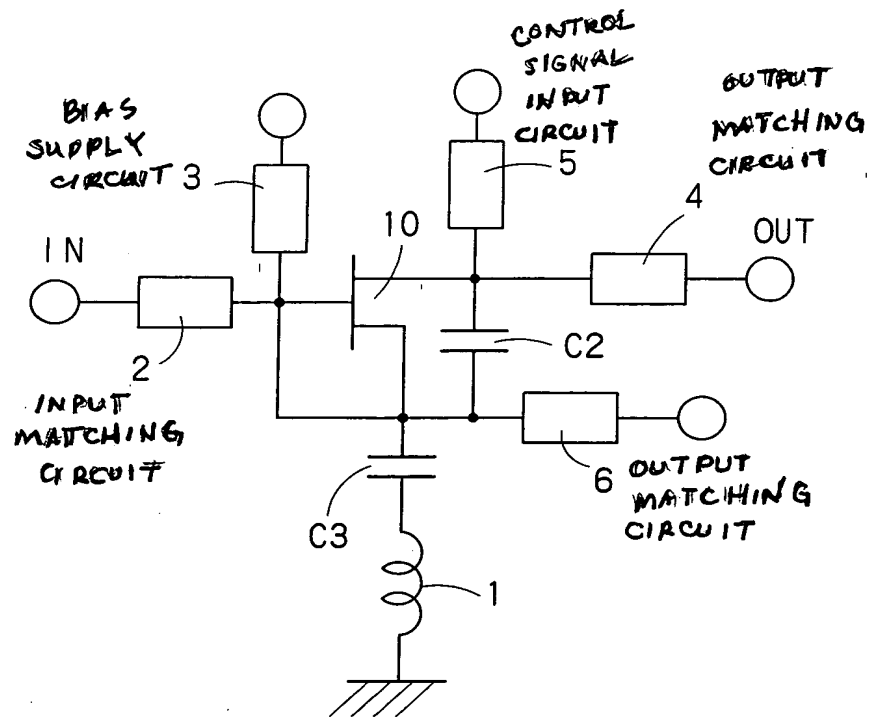 CONTROL
SIGNAL
INPUT
CIRCUIT
5
BIAS
SUPPLY
CIRCUIT
3
OUTPUT
MATCHING
CIRCUIT
4
IN
10
OUT
2
C2
INPUT
MATCHING
CIRCUIT
6
OUTPUT
MATCHING
CIRCUIT
C3
1